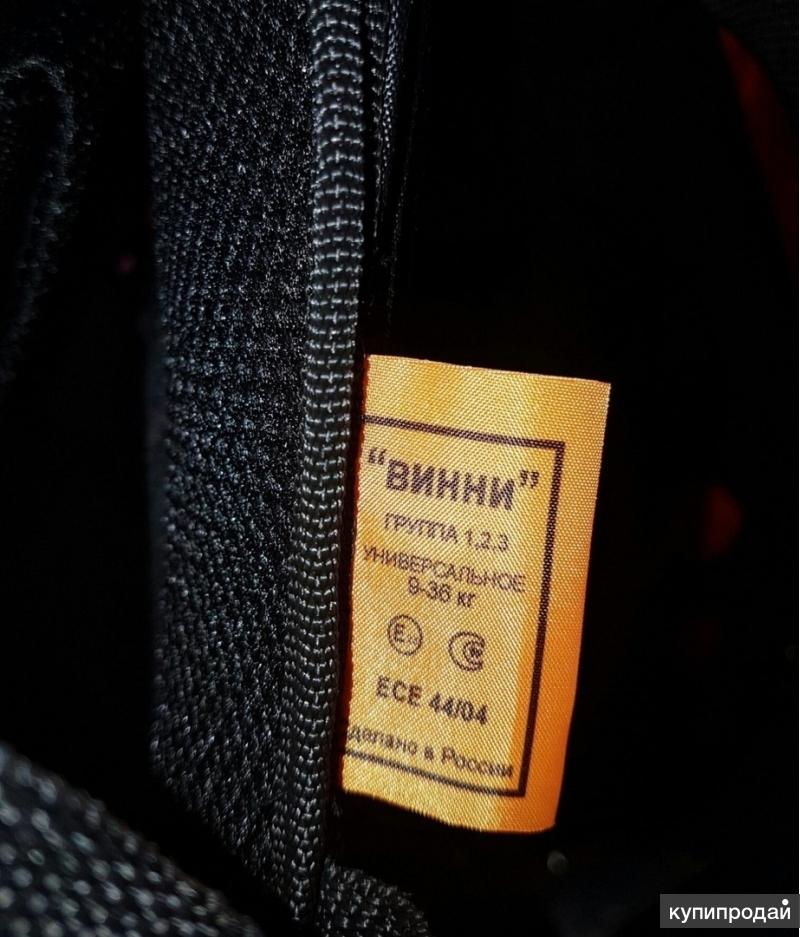 “ВИННИ”
ГРУППА 1,2,3
УНИВЕРСАЛЬНОЕ
9-36 кг
E
ECE 44/04
делано в России
купипродай